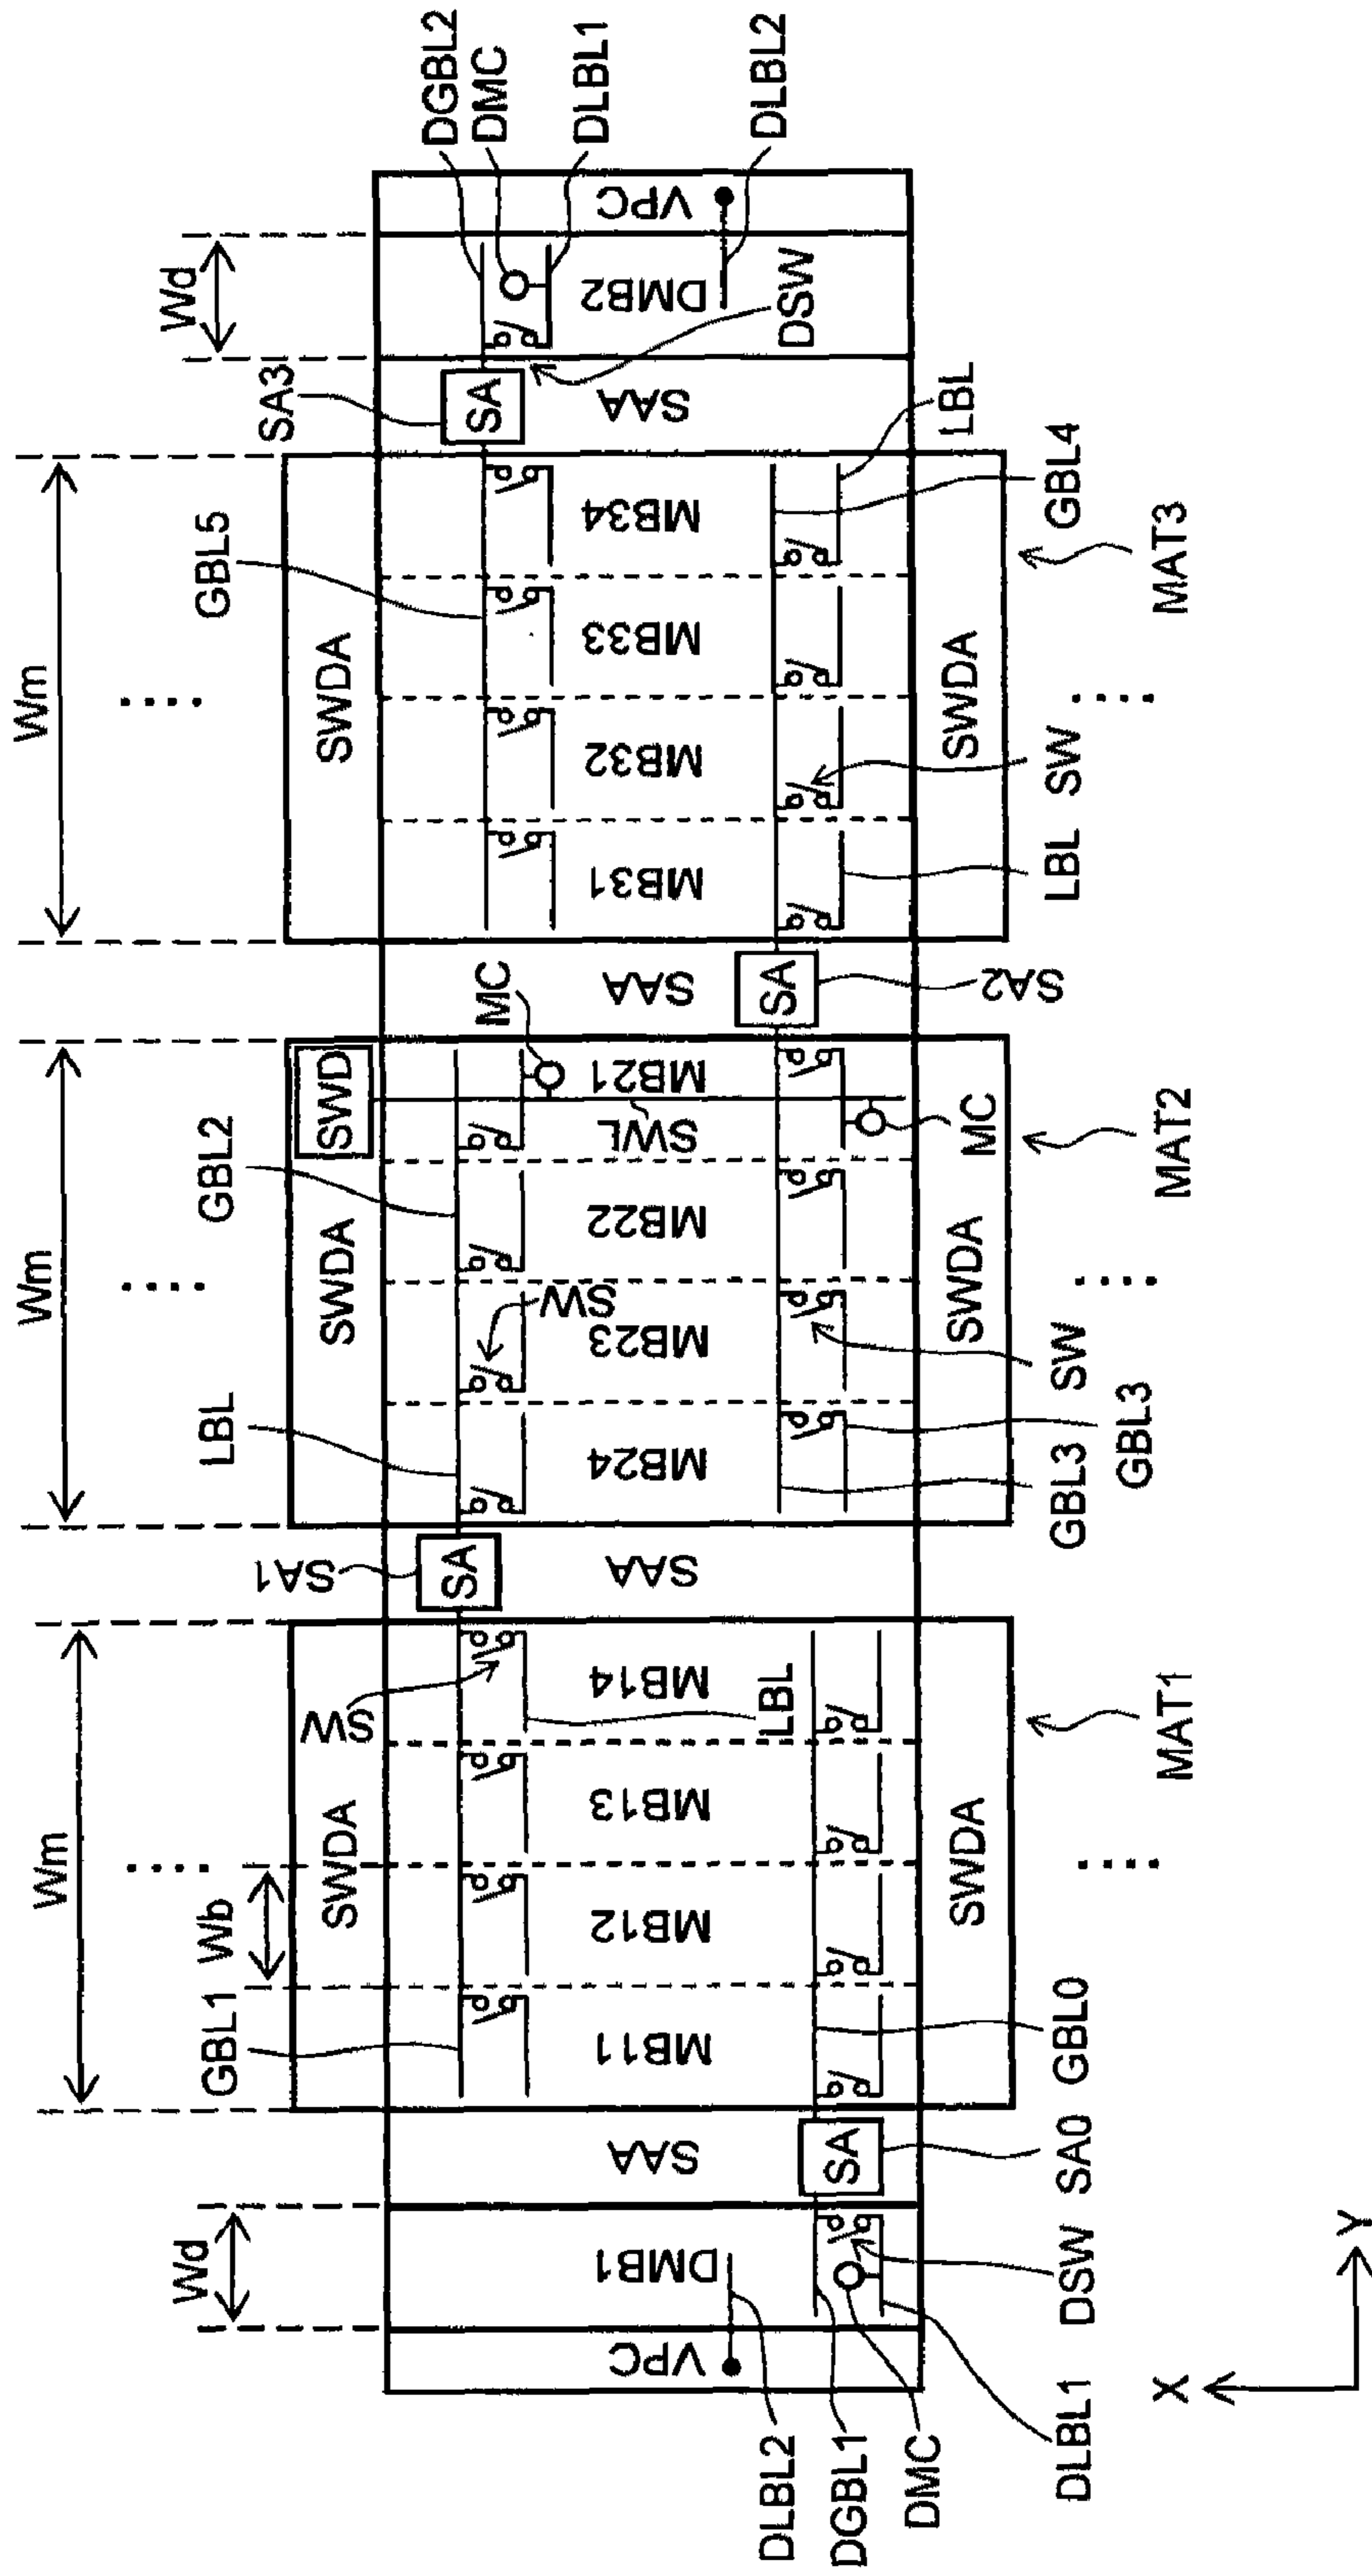 Wm Wm Wm
Wd Wb Wd
.... .... ....
GBL1 LBL GBL2 GBL5
SA1 SA3
SWDA SW SWDA SWD SWDA
DGBL2
SA MC SA DMC
SW DLBL1
VPC DMB1 SAA MB11 MB12 MB13 MB14 SAA MB24 MB23 MB22 MB21 SAA MB31 MB32 MB33 MB34 SAA DMB2 VPC
SWL
DLBL2 LBL SA DSW DLBL2
DGBL1 SA
DMC SWDA SWDA MC SWDA LBL
SA2
DLBL1 DSW SA0 GBL0 GBL3 SW LBL SW GBL4
.... .... ....
GBL3
MAT1 MAT2 MAT3
X
Y